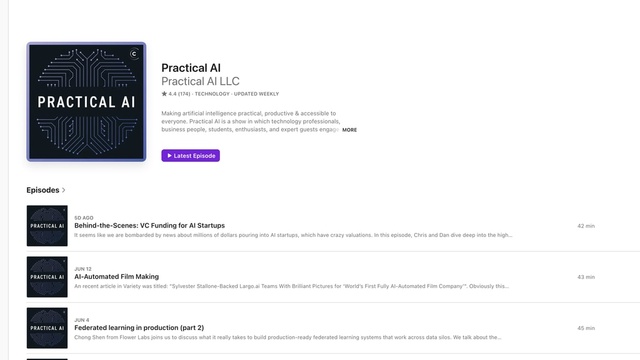 PRACTICAL AI
Practical AI
Practical AI LLC
★ 4.4 (174) · TECHNOLOGY · UPDATED WEEKLY
Making artificial intelligence practical, productive & accessible to
everyone. Practical AI is a show in which technology professionals,
business people, students, enthusiasts, and expert guests engage MORE
▶ Latest Episode
Episodes >
PRACTICAL AI
5D AGO
Behind-the-Scenes: VC Funding for AI Startups
It seems like we are bombarded by news about millions of dollars pouring into AI startups, which have crazy valuations. In this episode, Chris and Dan dive deep into the high...
42 min
PRACTICAL AI
JUN 12
AI-Automated Film Making
An recent article in Variety was titled: "Sylvester Stallone-Backed Largo.ai Teams With Brilliant Pictures for 'World's First Fully AI-Automated Film Company'". Obviously this...
43 min
PRACTICAL AI
JUN 4
Federated learning in production (part 2)
Chong Shen from Flower Labs joins us to discuss what it really takes to build production-ready federated learning systems that work across data silos. We talk about the...
45 min